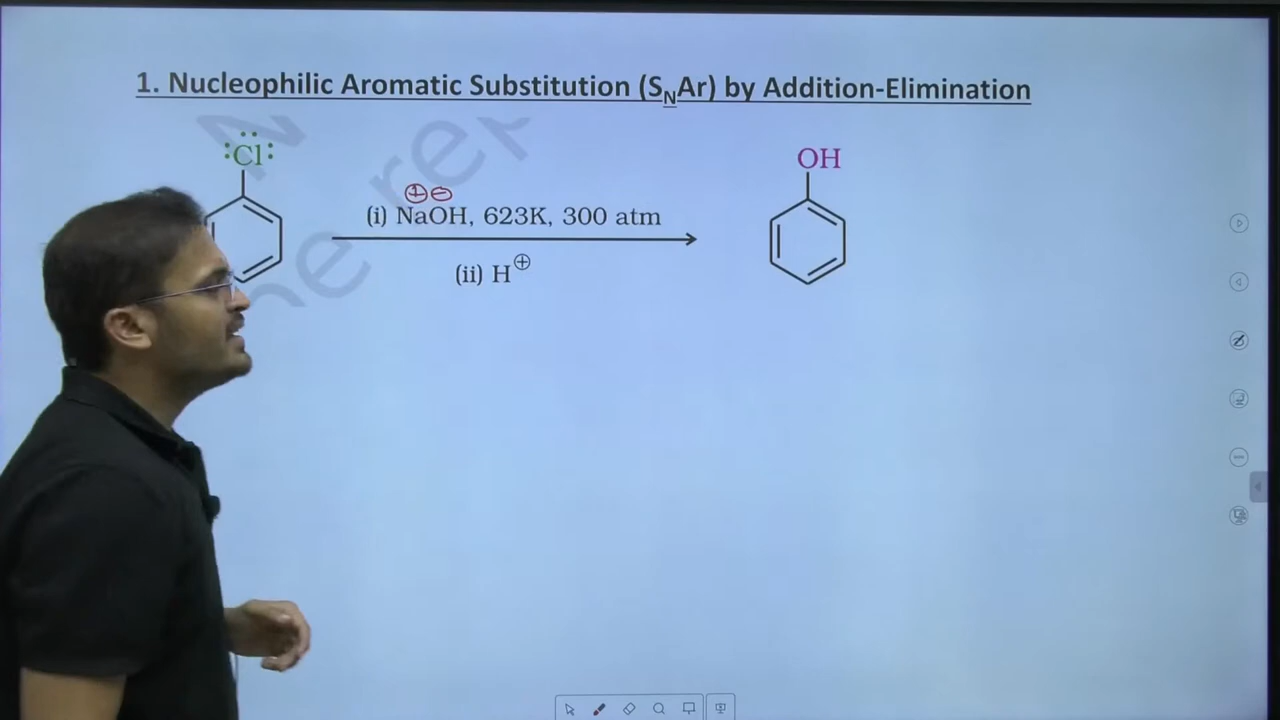 1. Nucleophilic Aromatic Substitution (SNAr) by Addition-Elimination
:Cl:
OH
⊕ ⊖
(i) NaOH, 623K, 300 atm
(ii) H⊕